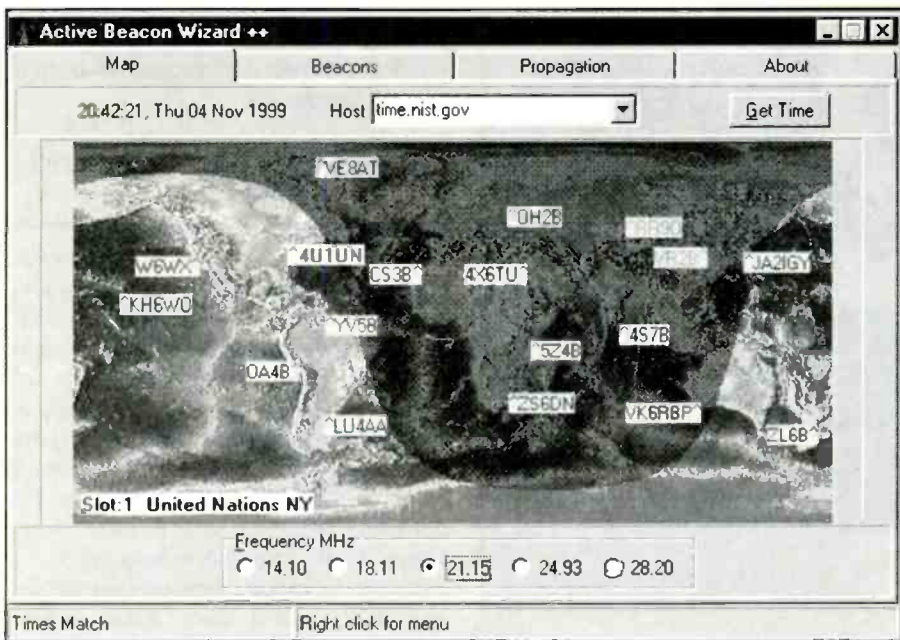 Active Beacon Wizard ++
Map Beacons Propagation About
20:42:21, Thu 04 Nov 1999 Host time.nist.gov Get Time
^VE8AT
^OH2B
^4U1UN
W6WX^
CS3B^
4X6TU^
^JA2IGY
^KH6WO
^YV5B
^4S7B
^5Z4B
OA4B^
^ZS6DN
VK6RBP^
^LU4AA
ZL6B^
Slot:1 United Nations NY
Frequency MHz
14.10 18.11 21.15 24.93 28.20
Times Match Right click for menu